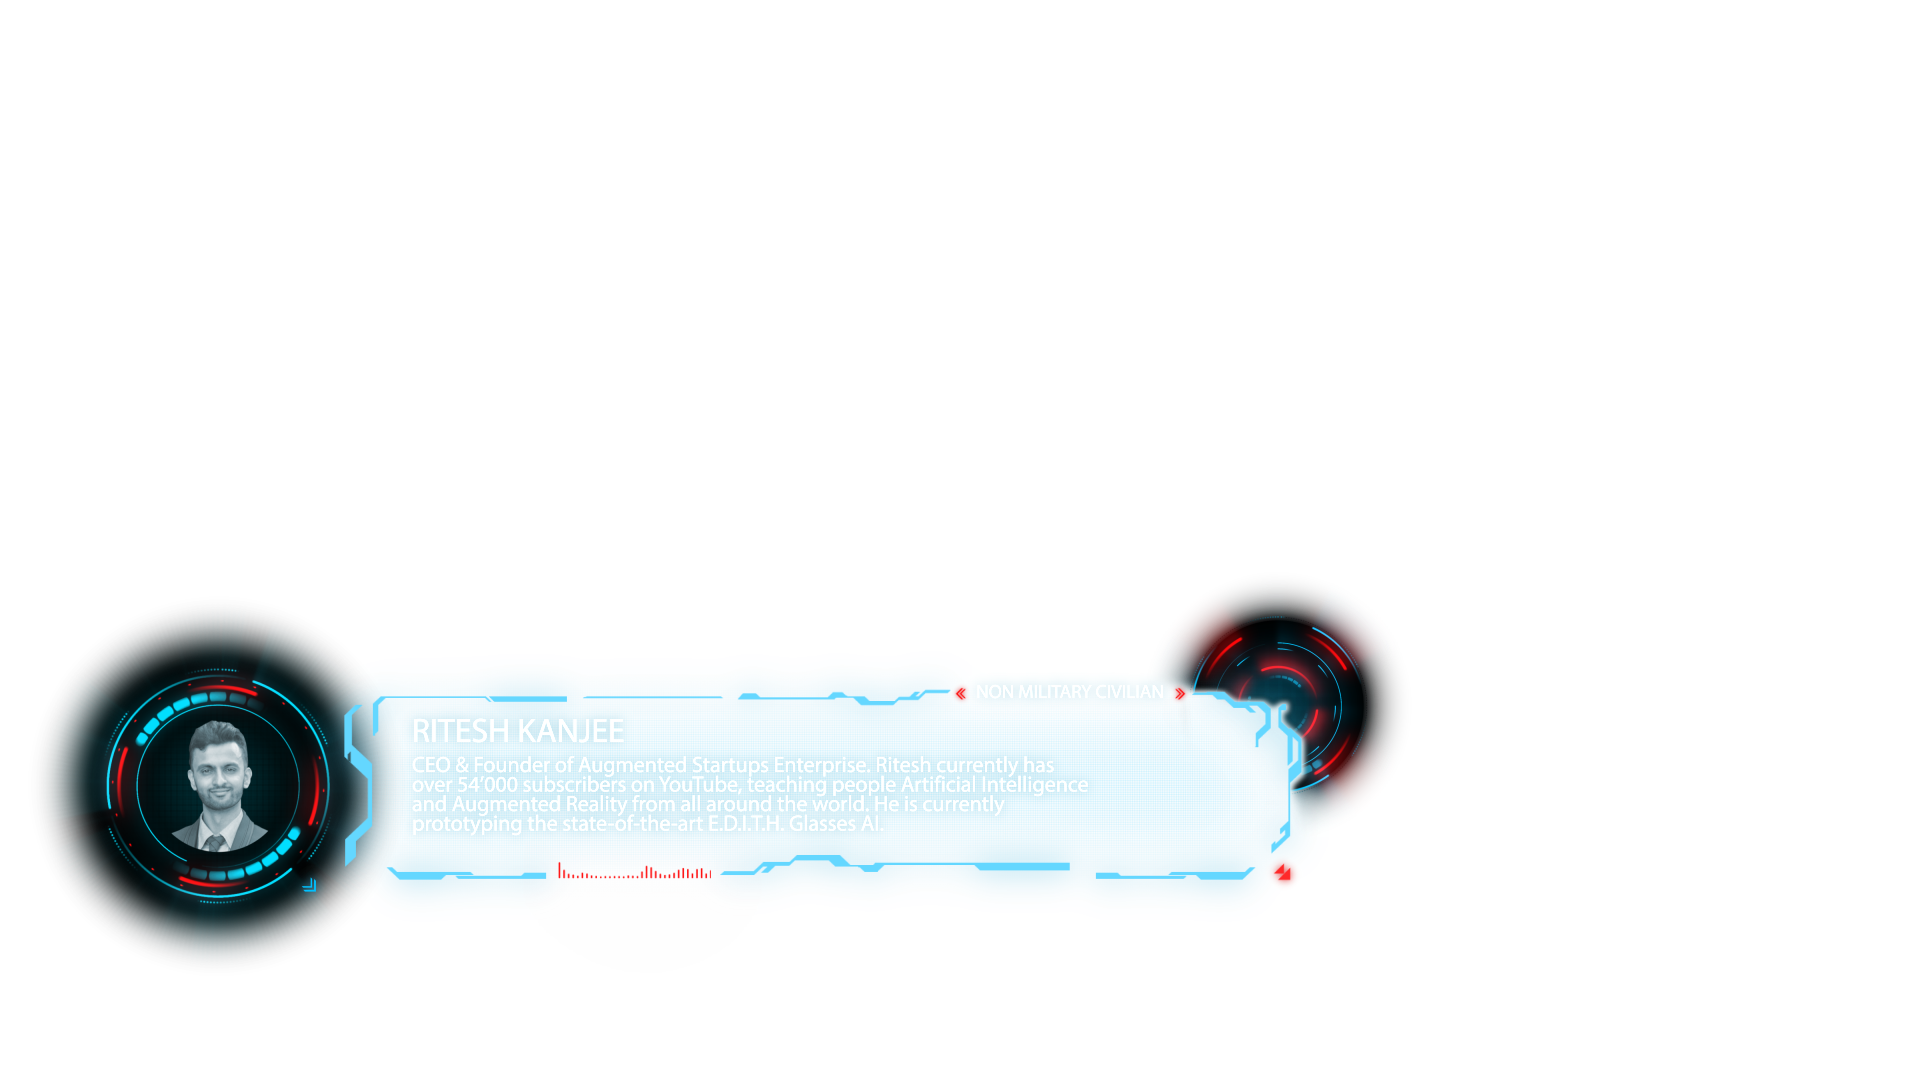 NON MILITARY CIVILIAN
RITESH KANJEE
CEO & Founder of Augmented Startups Enterprise. Ritesh currently has
over 54'000 subscribers on YouTube, teaching people Artificial Intelligence
and Augmented Reality from all around the world. He is currently
prototyping the state-of-the-art E.D.I.T.H. Glasses AI.